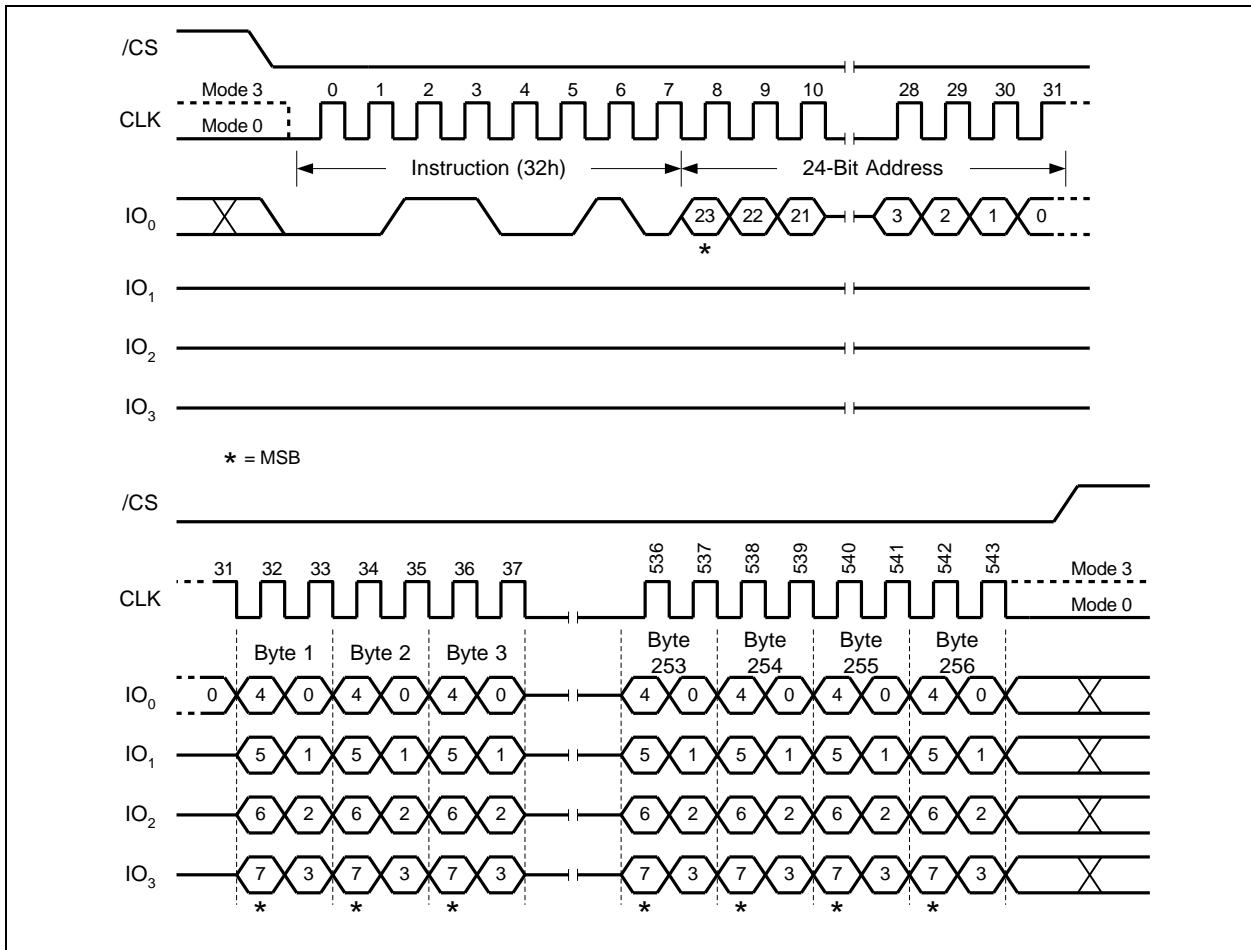 /CS
Mode 3 0 1 2 3 4 5 6 7 8 9 10 28 29 30 31
CLK
Mode 0
Instruction (32h) 24-Bit Address
IO0 23 22 21 3 2 1 0
*
IO1
IO2
IO3
* = MSB
/CS
31 32 33 34 35 36 37 536 537 538 539 540 541 542 543 Mode 3
CLK
Mode 0
Byte 1 Byte 2 Byte 3 Byte 253 Byte 254 Byte 255 Byte 256
IO0 0 4 0 4 0 4 0 4 0 4 0 4 0 4 0
IO1 5 1 5 1 5 1 5 1 5 1 5 1 5 1
IO2 6 2 6 2 6 2 6 2 6 2 6 2 6 2
IO3 7 3 7 3 7 3 7 3 7 3 7 3 7 3
* * * * * * *